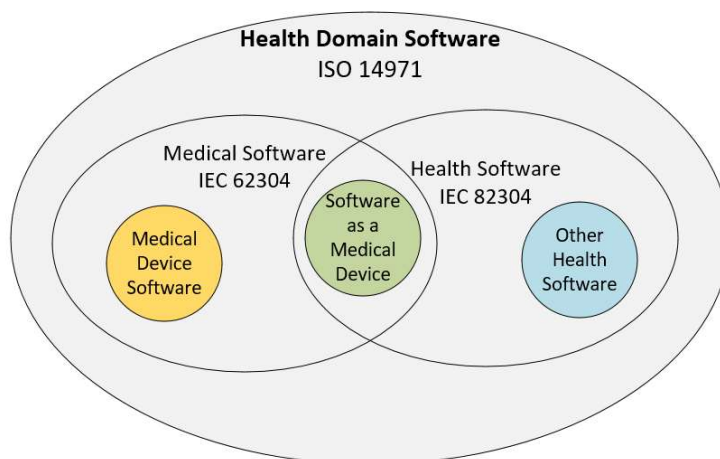 Health Domain Software
ISO 14971
Medical Software
IEC 62304
Health Software
IEC 82304
Medical
Device
Software
Software
as a
Medical
Device
Other
Health
Software